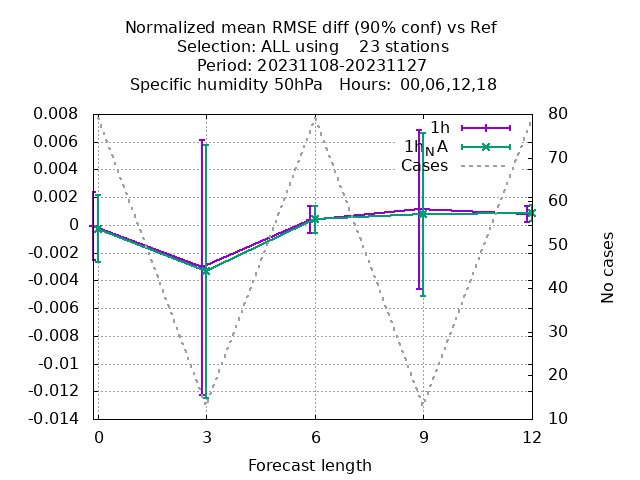 Normalized mean RMSE diff (90% conf) vs Ref
Selection: ALL using    23 stations
Period: 20231108-20231127
Specific humidity 50hPa   Hours:  00,06,12,18
0.008
0.006
0.004
0.002
0
-0.002
-0.004
-0.006
-0.008
-0.01
-0.012
-0.014
80
70
60
50
40
30
20
10
1h
1h_NA
Cases
No cases
0 3 6 9 12
Forecast length